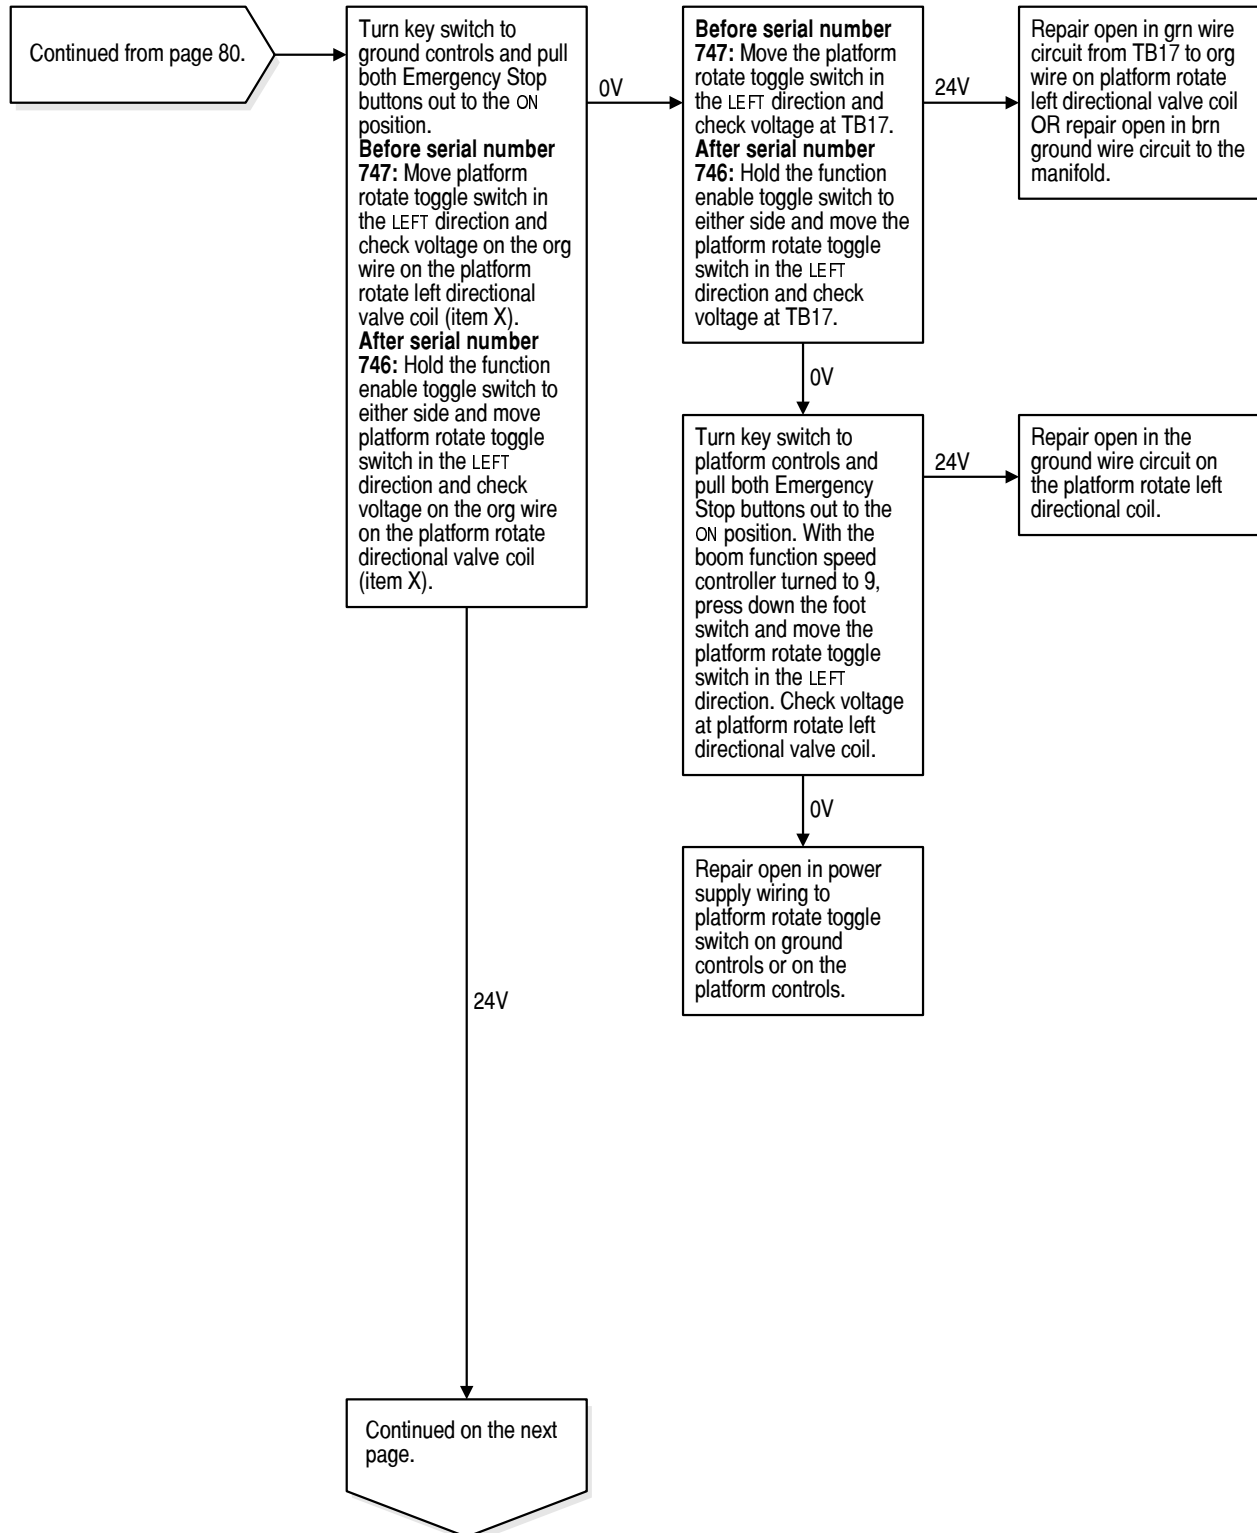 Continued from page 80.
Turn key switch to
ground controls and pull
both Emergency Stop
buttons out to the ON
position.
Before serial number
747: Move platform
rotate toggle switch in
the LEFT direction and
check voltage on the org
wire on the platform
rotate left directional
valve coil (item X).
After serial number
746: Hold the function
enable toggle switch to
either side and move
platform rotate toggle
switch in the LEFT
direction and check
voltage on the org wire
on the platform rotate
directional valve coil
(item X).
0V
Before serial number
747: Move the platform
rotate toggle switch in
the LEFT direction and
check voltage at TB17.
After serial number
746: Hold the function
enable toggle switch to
either side and move the
platform rotate toggle
switch in the LEFT
direction and check
voltage at TB17.
24V
Repair open in grn wire
circuit from TB17 to org
wire on platform rotate
left directional valve coil
OR repair open in brn
ground wire circuit to the
manifold.
0V
Turn key switch to
platform controls and
pull both Emergency
Stop buttons out to the
ON position. With the
boom function speed
controller turned to 9,
press down the foot
switch and move the
platform rotate toggle
switch in the LEFT
direction. Check voltage
at platform rotate left
directional valve coil.
24V
Repair open in the
ground wire circuit on
the platform rotate left
directional coil.
0V
Repair open in power
supply wiring to
platform rotate toggle
switch on ground
controls or on the
platform controls.
24V
Continued on the next
page.